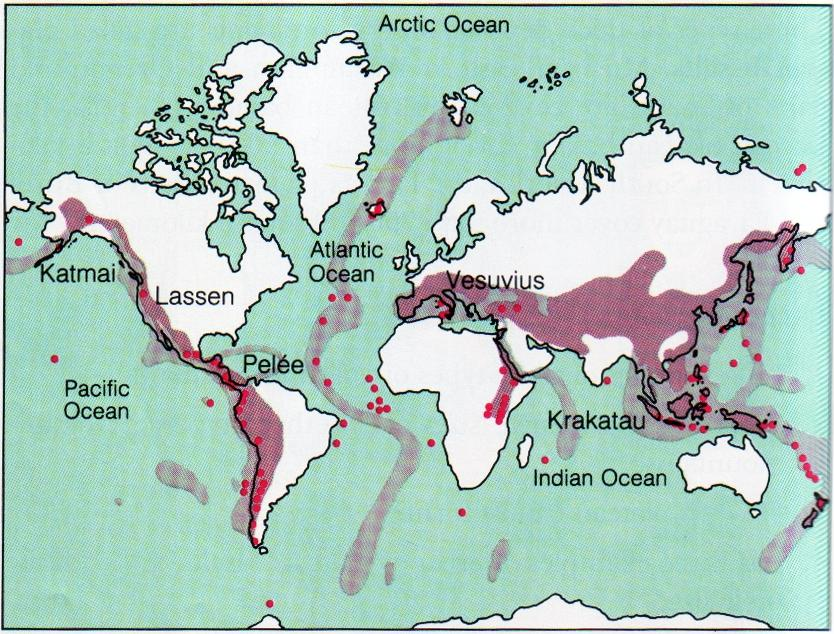 Arctic Ocean
Atlantic
Ocean
Katmai
Lassen
Vesuvius
Pelée
Pacific
Ocean
Krakatau
Indian Ocean